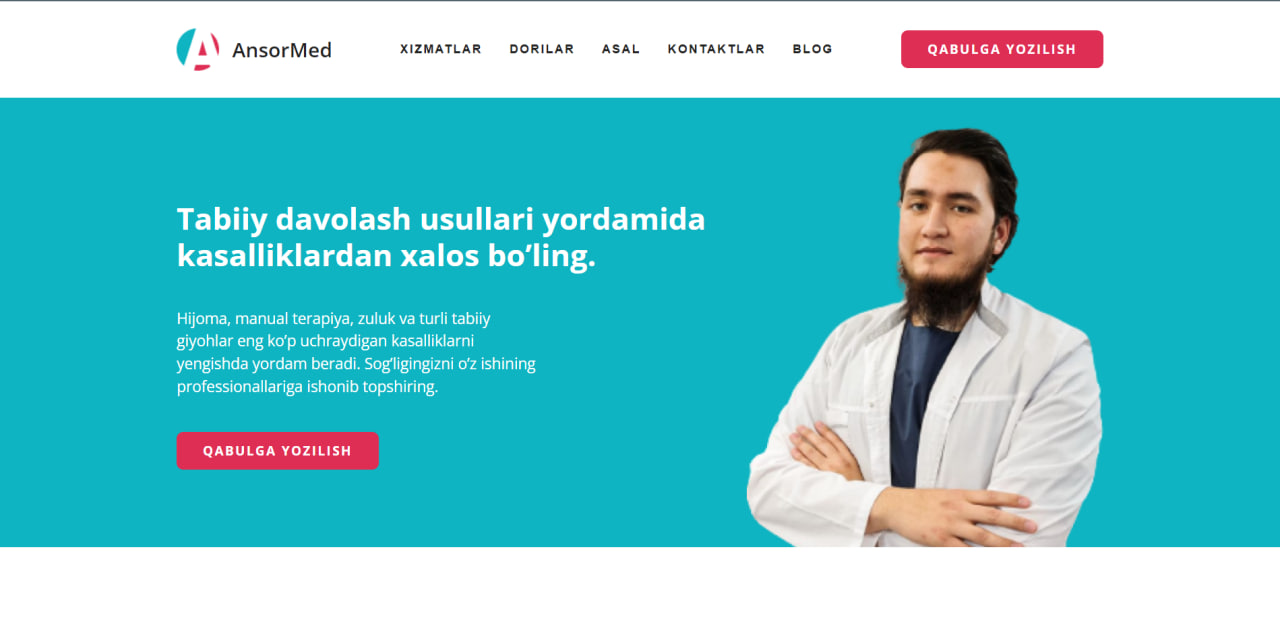 AnsorMed
XIZMATLAR
DORILAR
ASAL
KONTAKTLAR
BLOG
QABULGA YOZILISH
Tabiiy davolash usullari yordamida
kasalliklardan xalos bo’ling.
Hijoma, manual terapiya, zuluk va turli tabiiy
giyohlar eng ko’p uchraydigan kasalliklarni
yengishda yordam beradi. Sog’ligingizni o’z ishining
professionallariga ishonib topshiring.
QABULGA YOZILISH